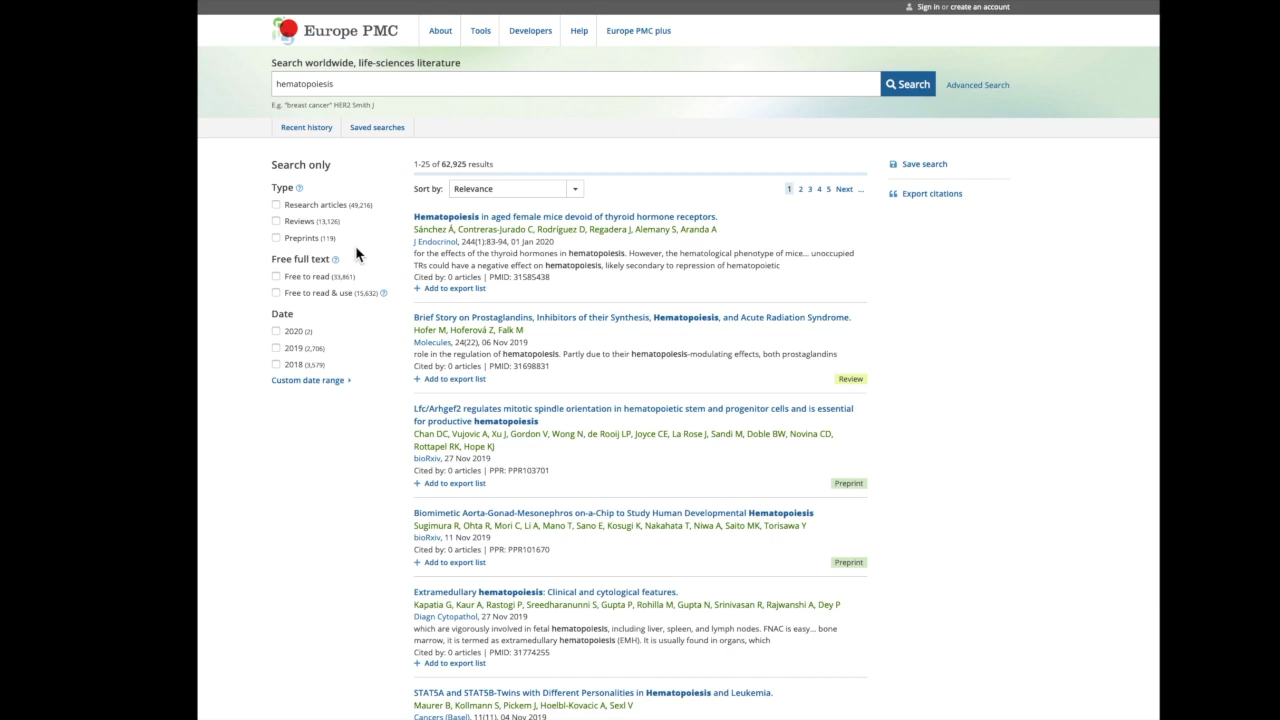 Sign in or create an account
Europe PMC
About
Tools
Developers
Help
Europe PMC plus
Search worldwide, life-sciences literature
hematopoiesis
Search
Advanced Search
E.g. "breast cancer" HER2 Smith J
Recent history
Saved searches
Search only
Type
Research articles (49,216)
Reviews (13,126)
Preprints (119)
Free full text
Free to read (33,861)
Free to read & use (15,632)
Date
2020 (2)
2019 (2,706)
2018 (3,579)
Custom date range
1-25 of 62,925 results
Sort by: Relevance
1 2 3 4 5 Next ...
Hematopoiesis in aged female mice devoid of thyroid hormone receptors.
Sánchez Á, Contreras-Jurado C, Rodríguez D, Regadera J, Alemany S, Aranda A
J Endocrinol, 244(1):83-94, 01 Jan 2020
for the effects of the thyroid hormones in hematopoiesis. However, the hematological phenotype of mice... unoccupied
TRs could have a negative effect on hematopoiesis, likely secondary to repression of hematopoietic
Cited by: 0 articles | PMID: 31585438
+ Add to export list
Brief Story on Prostaglandins, Inhibitors of their Synthesis, Hematopoiesis, and Acute Radiation Syndrome.
Hofer M, Hoferová Z, Falk M
Molecules, 24(22), 06 Nov 2019
role in the regulation of hematopoiesis. Partly due to their hematopoiesis-modulating effects, both prostaglandins
Cited by: 0 articles | PMID: 31698831
+ Add to export list
Review
Lfc/Arhgef2 regulates mitotic spindle orientation in hematopoietic stem and progenitor cells and is essential
for productive hematopoiesis
Chan DC, Vujovic A, Xu J, Gordon V, Wong N, de Rooij LP, Joyce CE, La Rose J, Sandi M, Doble BW, Novina CD,
Rottapel RK, Hope KJ
bioRxiv, 27 Nov 2019
Cited by: 0 articles | PPR: PPR103701
+ Add to export list
Preprint
Biomimetic Aorta-Gonad-Mesonephros on-a-Chip to Study Human Developmental Hematopoiesis
Sugimura R, Ohta R, Mori C, Li A, Mano T, Sano E, Kosugi K, Nakahata T, Niwa A, Saito MK, Torisawa Y
bioRxiv, 11 Nov 2019
Cited by: 0 articles | PPR: PPR101670
+ Add to export list
Preprint
Extramedullary hematopoiesis: Clinical and cytological features.
Kapatia G, Kaur A, Rastogi P, Sreedharanunni S, Gupta P, Rohilla M, Gupta N, Srinivasan R, Rajwanshi A, Dey P
Diagn Cytopathol, 27 Nov 2019
which are vigorously involved in fetal hematopoiesis, including liver, spleen, and lymph nodes. FNAC is easy... bone
marrow, it is termed as extramedullary hematopoiesis (EMH). It is usually found in organs, which
Cited by: 0 articles | PMID: 31774255
+ Add to export list
STAT5A and STAT5B-Twins with Different Personalities in Hematopoiesis and Leukemia.
Maurer B, Kollmann S, Pickem J, Hoelbl-Kovacic A, Sexl V
Cancers (Basel), 11(11), 04 Nov 2019
Save search
Export citations